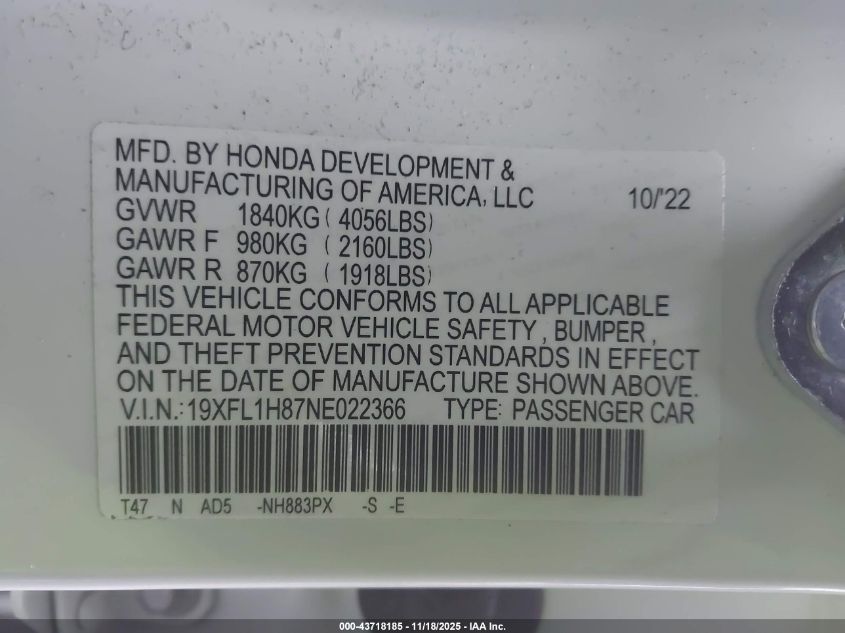 MFD. BY HONDA DEVELOPMENT &
MANUFACTURING OF AMERICA, LLC 10/'22
GVWR 1840KG ( 4056LBS)
GAWR F 980KG ( 2160LBS)
GAWR R 870KG ( 1918LBS)
THIS VEHICLE CONFORMS TO ALL APPLICABLE
FEDERAL MOTOR VEHICLE SAFETY , BUMPER ,
AND THEFT PREVENTION STANDARDS IN EFFECT
ON THE DATE OF MANUFACTURE SHOWN ABOVE.
V.I.N.:19XFL1H87NE022366 TYPE: PASSENGER CAR
T47 N AD5 -NH883PX -S -E
000-43718185 - 11/18/2025 - IAA Inc.